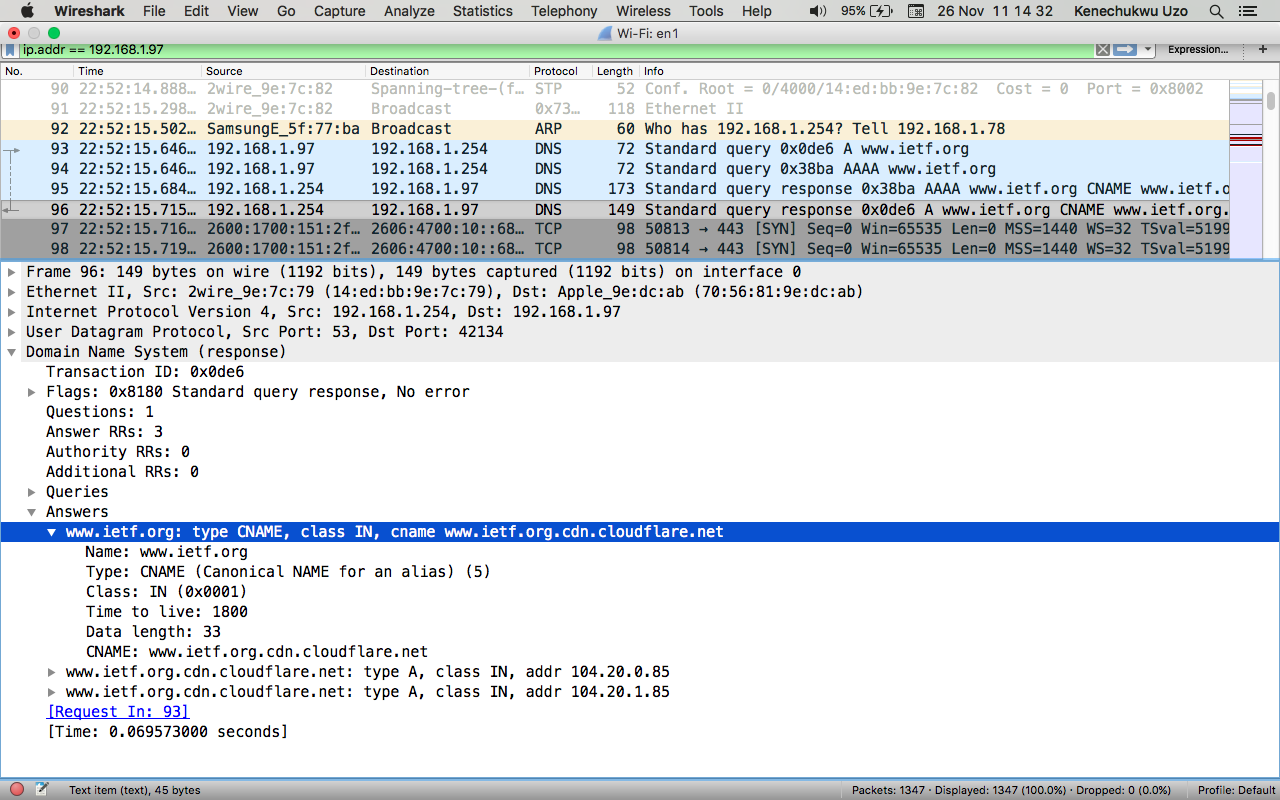 Wireshark File Edit View Go Capture Analyze Statistics Telephony Wireless Tools Help 95% 26 Nov 11 14 32 Kenechukwu Uzo
Wi-Fi: en1
ip.addr == 192.168.1.97 Expression... +
No. Time Source Destination Protocol Length Info
90 22:52:14.888... 2wire_9e:7c:82 Spanning-tree-(f... STP 52 Conf. Root = 0/4000/14:ed:bb:9e:7c:82 Cost = 0 Port = 0x8002
91 22:52:15.298... 2wire_9e:7c:82 Broadcast 0x73... 118 Ethernet II
92 22:52:15.502... SamsungE_5f:77:ba Broadcast ARP 60 Who has 192.168.1.254? Tell 192.168.1.78
93 22:52:15.646... 192.168.1.97 192.168.1.254 DNS 72 Standard query 0x0de6 A www.ietf.org
94 22:52:15.646... 192.168.1.97 192.168.1.254 DNS 72 Standard query 0x38ba AAAA www.ietf.org
95 22:52:15.684... 192.168.1.254 192.168.1.97 DNS 173 Standard query response 0x38ba AAAA www.ietf.org CNAME www.ietf.o
96 22:52:15.715... 192.168.1.254 192.168.1.97 DNS 149 Standard query response 0x0de6 A www.ietf.org CNAME www.ietf.org.
97 22:52:15.716... 2600:1700:151:2f... 2606:4700:10::68... TCP 98 50813 → 443 [SYN] Seq=0 Win=65535 Len=0 MSS=1440 WS=32 TSval=5199
98 22:52:15.719... 2600:1700:151:2f... 2606:4700:10::68... TCP 98 50814 → 443 [SYN] Seq=0 Win=65535 Len=0 MSS=1440 WS=32 TSval=5199
Frame 96: 149 bytes on wire (1192 bits), 149 bytes captured (1192 bits) on interface 0
Ethernet II, Src: 2wire_9e:7c:79 (14:ed:bb:9e:7c:79), Dst: Apple_9e:dc:ab (70:56:81:9e:dc:ab)
Internet Protocol Version 4, Src: 192.168.1.254, Dst: 192.168.1.97
User Datagram Protocol, Src Port: 53, Dst Port: 42134
Domain Name System (response)
Transaction ID: 0x0de6
Flags: 0x8180 Standard query response, No error
Questions: 1
Answer RRs: 3
Authority RRs: 0
Additional RRs: 0
Queries
Answers
www.ietf.org: type CNAME, class IN, cname www.ietf.org.cdn.cloudflare.net
Name: www.ietf.org
Type: CNAME (Canonical NAME for an alias) (5)
Class: IN (0x0001)
Time to live: 1800
Data length: 33
CNAME: www.ietf.org.cdn.cloudflare.net
www.ietf.org.cdn.cloudflare.net: type A, class IN, addr 104.20.0.85
www.ietf.org.cdn.cloudflare.net: type A, class IN, addr 104.20.1.85
[Request In: 93]
[Time: 0.069573000 seconds]
Text item (text), 45 bytes Packets: 1347 · Displayed: 1347 (100.0%) · Dropped: 0 (0.0%) Profile: Default